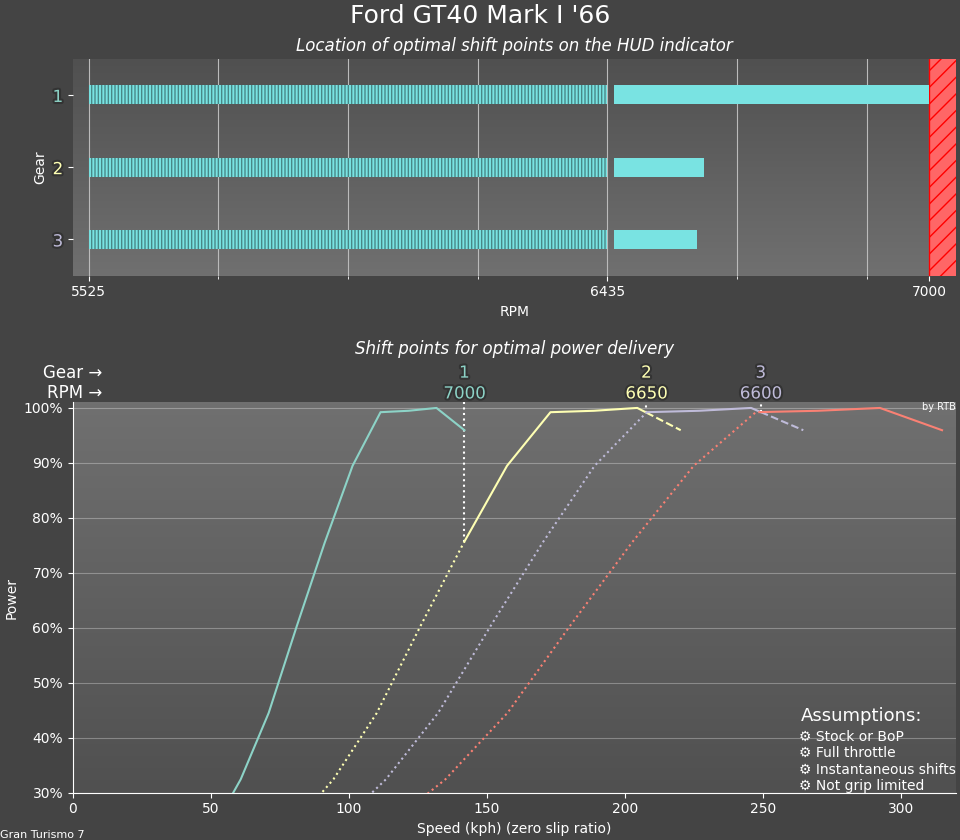 Ford GT40 Mark I '66
Location of optimal shift points on the HUD indicator
Gear
1
2
3
5525 6435 7000
RPM
Shift points for optimal power delivery
Gear → 1 2 3
RPM → 7000 6650 6600
by RTB
Power
100%
90%
80%
70%
60%
50%
40%
30%
Assumptions:
⚙ Stock or BoP
⚙ Full throttle
⚙ Instantaneous shifts
⚙ Not grip limited
0 50 100 150 200 250 300
Speed (kph) (zero slip ratio)
Gran Turismo 7